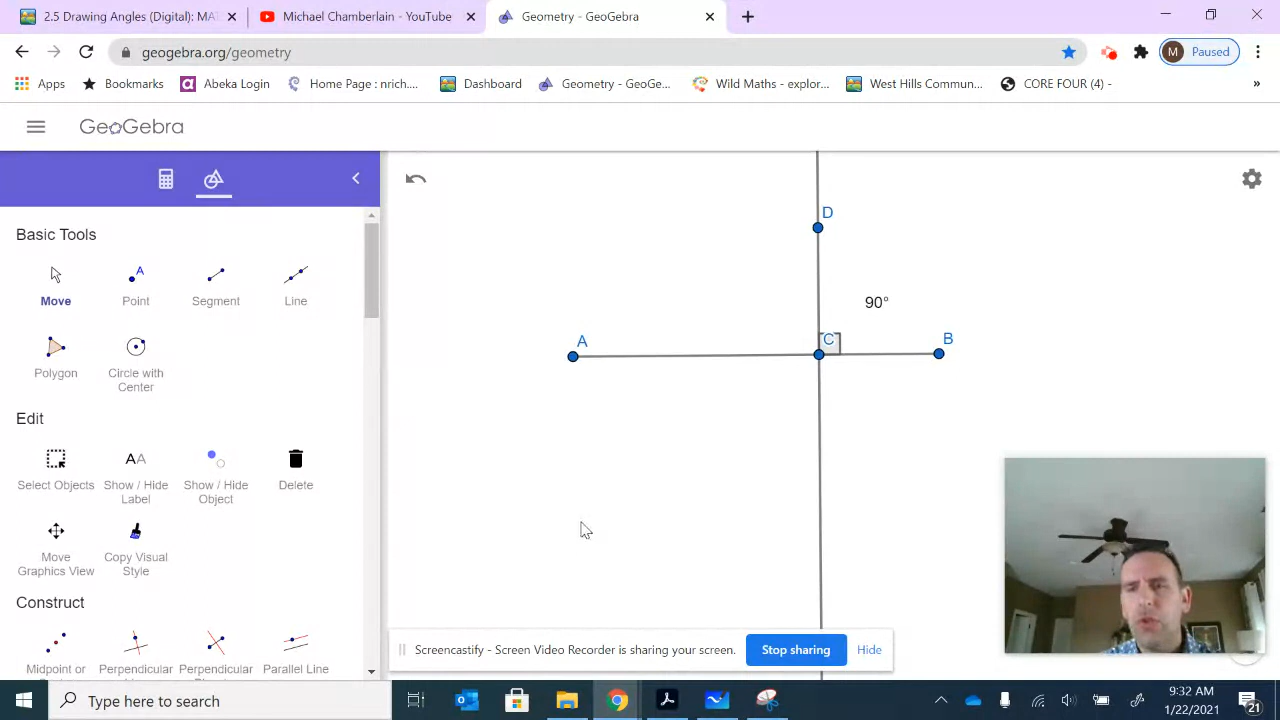 2.5 Drawing Angles (Digital): MAT
Michael Chamberlain - YouTube
Geometry - GeoGebra
geogebra.org/geometry
M Paused
Apps
Bookmarks
a Abeka Login
Home Page : nrich....
Dashboard
Geometry - GeoGe...
Wild Maths - explor...
West Hills Commun...
CORE FOUR (4) -
»
GeoGebra
Basic Tools
Move
A
Point
Segment
Line
Polygon
Circle with
Center
Edit
Select Objects
AA
Show / Hide
Label
Show / Hide
Object
Delete
Move
Graphics View
Copy Visual
Style
Construct
Midpoint or
Perpendicular
Perpendicular
Parallel Line
D
90°
A
C
B
Screencastify - Screen Video Recorder is sharing your screen.
Stop sharing
Hide
Type here to search
9:32 AM
1/22/2021
21